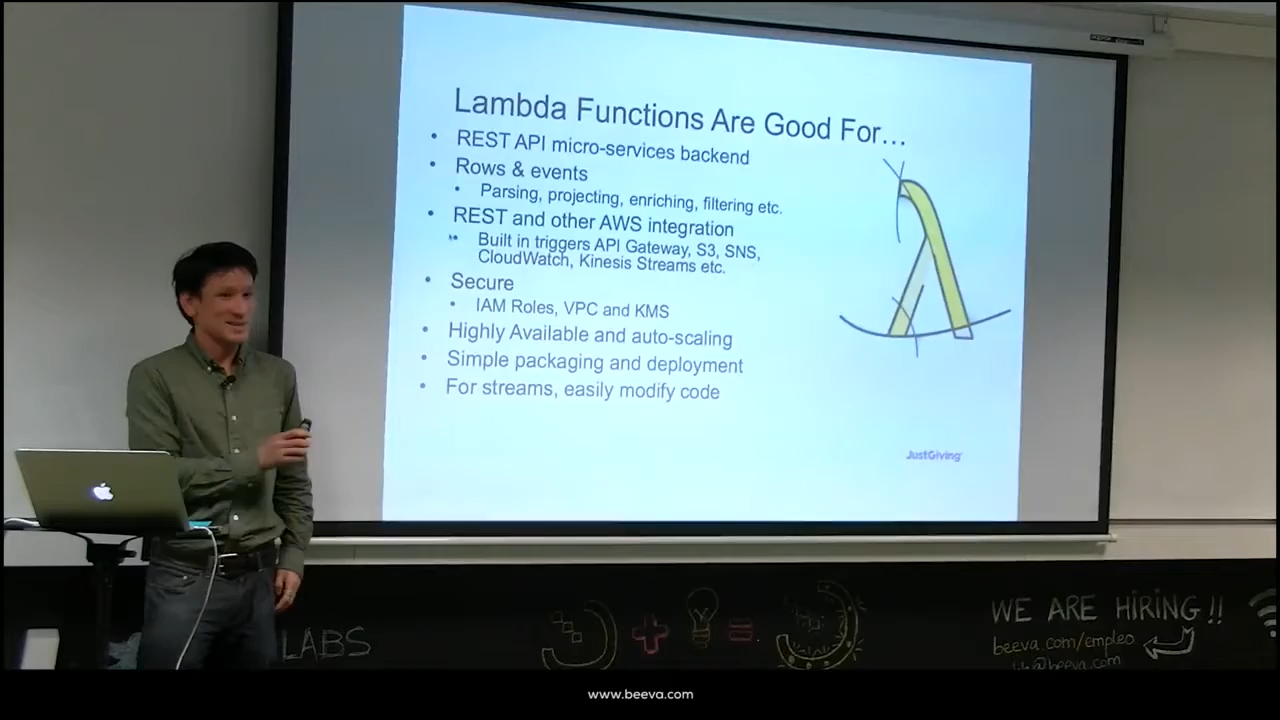 Lambda Functions Are Good For...
• REST API micro-services backend
• Rows & events
• Parsing, projecting, enriching, filtering etc.
• REST and other AWS integration
• Built in triggers API Gateway, S3, SNS,
CloudWatch, Kinesis Streams etc.
• Secure
• IAM Roles, VPC and KMS
• Highly Available and auto-scaling
• Simple packaging and deployment
• For streams, easily modify code
JustGiving
LABS
WE ARE HIRING !!
beeva.com/empleo
@beeva.com
www.beeva.com